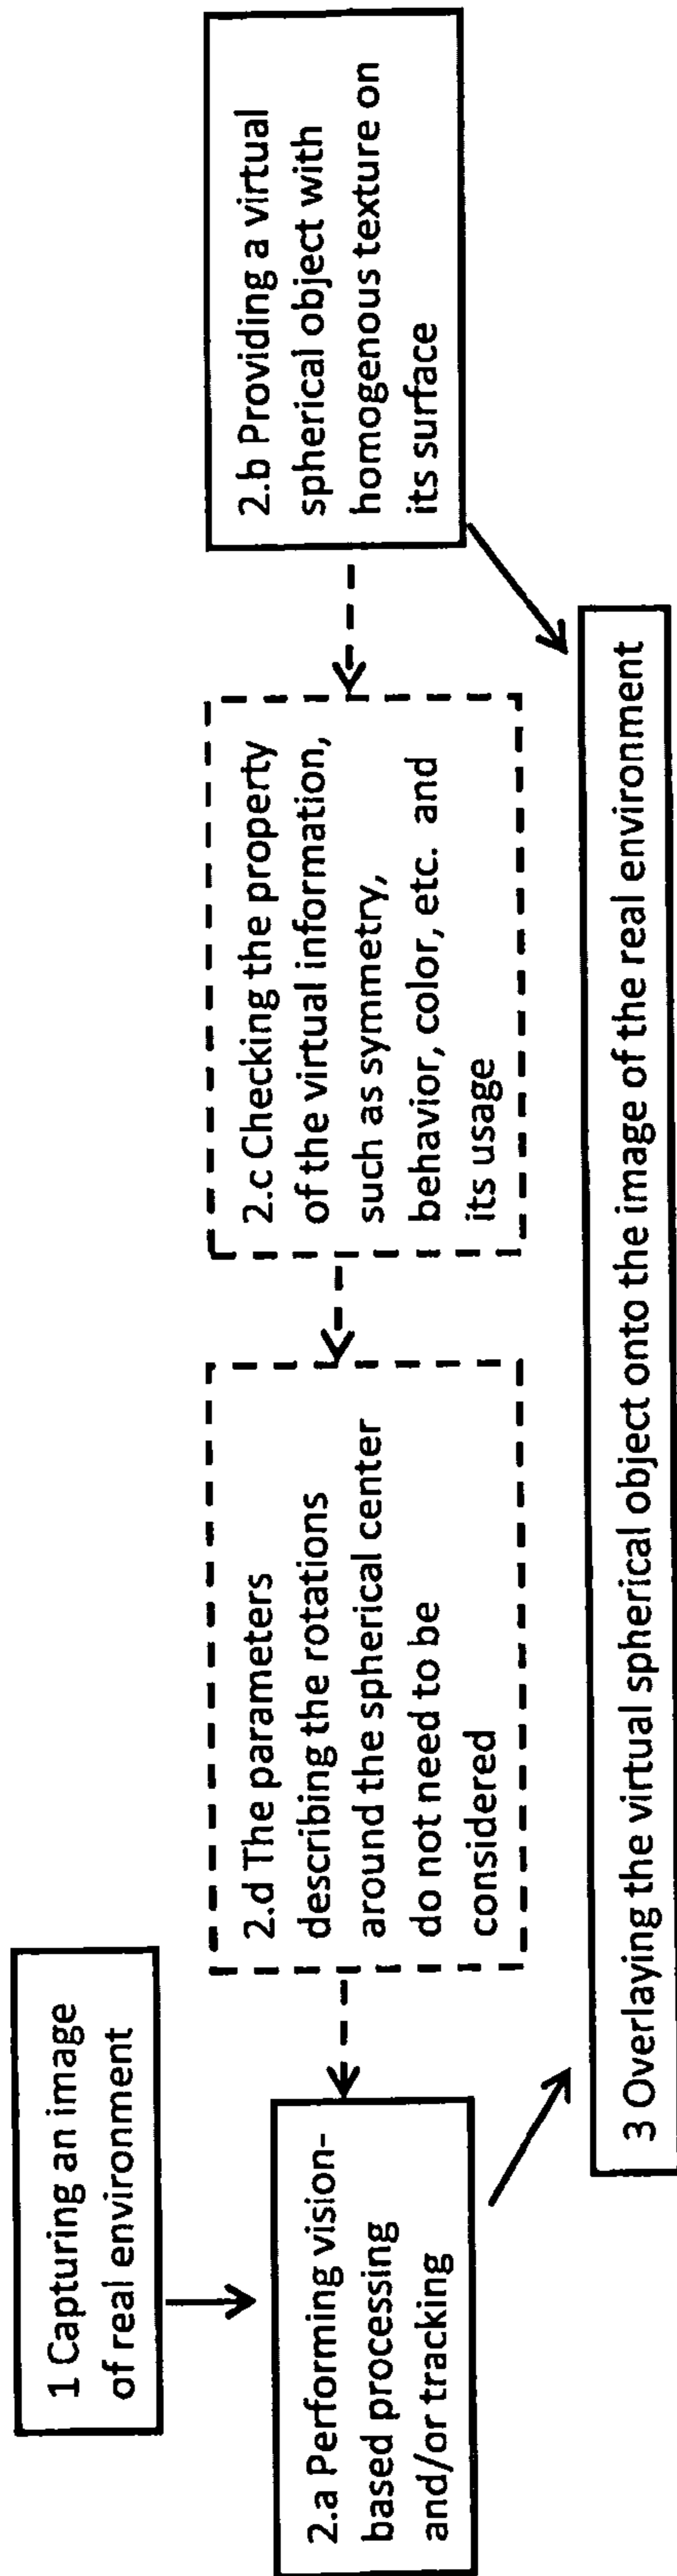 1 Capturing an image
of real environment
2.a Performing vision-
based processing
and/or tracking
2.d The parameters
describing the rotations
around the spherical center
do not need to be
considered
2.c Checking the property
of the virtual information,
such as symmetry,
behavior, color, etc. and
its usage
2.b Providing a virtual
spherical object with
homogenous texture on
its surface
3 Overlaying the virtual spherical object onto the image of the real environment